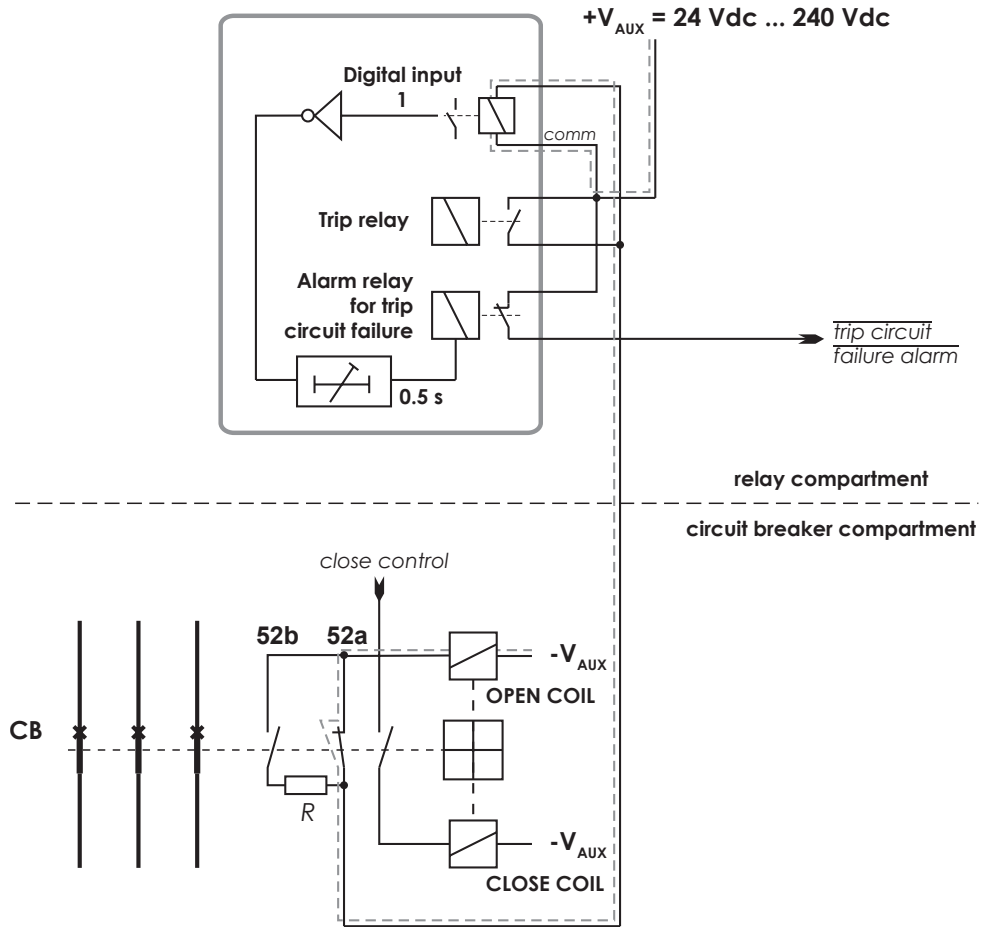 +VAUX = 24 Vdc ... 240 Vdc
Digital input
1
comm
Trip relay
Alarm relay
for trip
circuit failure
0.5 s
trip circuit
failure alarm
relay compartment
circuit breaker compartment
close control
52b
52a
-VAUX
OPEN COIL
CB
R
-VAUX
CLOSE COIL